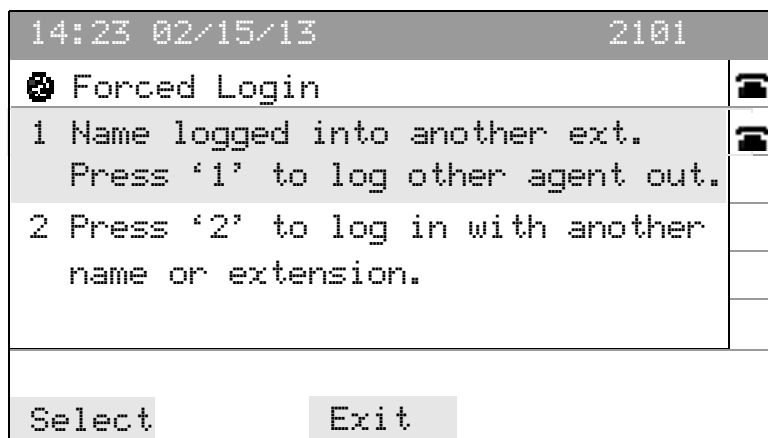 14:23 02/15/13 2101
Forced Login
1 Name logged into another ext.
Press ‘1’ to log other agent out.
2 Press ‘2’ to log in with another
name or extension.
Select Exit